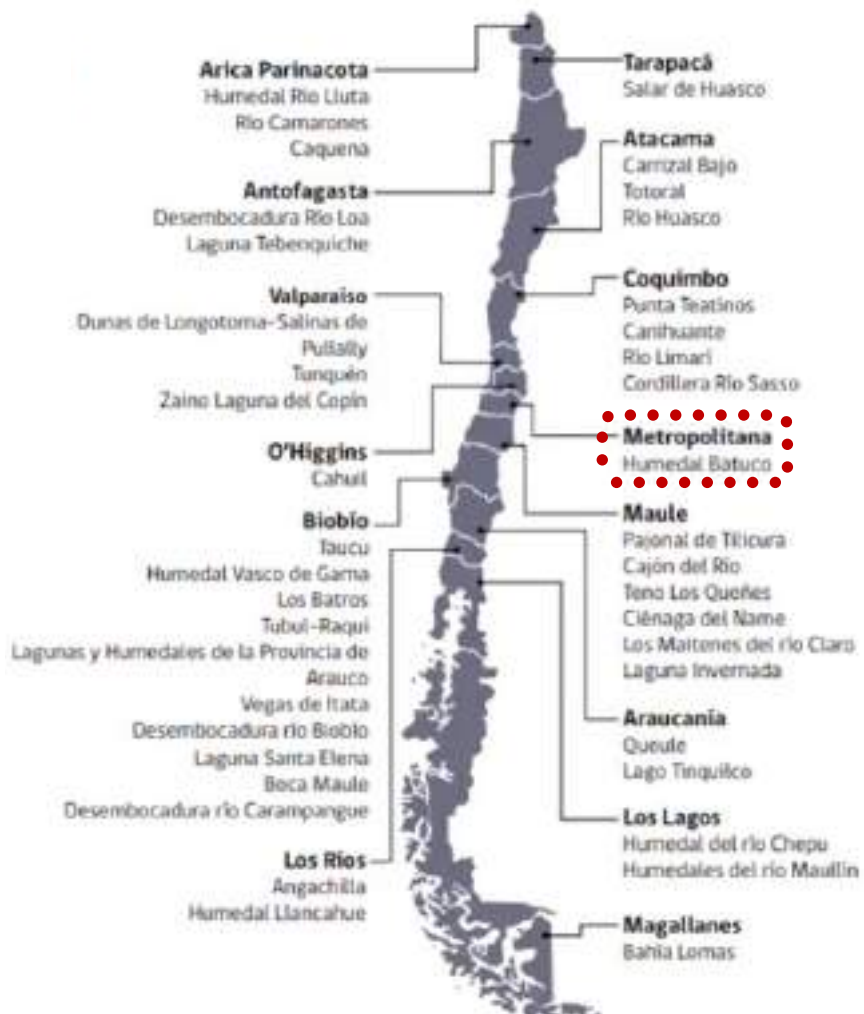 Arica Parinacota
Humedal Río Lluta
Río Camarones
Caquena
Antofagasta
Desembocadura Río Loa
Laguna Tebenquiche
Valparaíso
Dunas de Longotoma-Salinas de
Pullally
Tunquén
Zaino Laguna del Copín
O'Higgins
Cahuil
Biobío
Taucu
Humedal Vasco de Gama
Los Batros
Tubul-Raqui
Lagunas y Humedales de la Provincia de
Arauco
Vegas de Itata
Desembocadura río Biobío
Laguna Santa Elena
Boca Maule
Desembocadura río Carampangue
Los Ríos
Angachilla
Humedal Llancahue
Tarapacá
Salar de Huasco
Atacama
Carrizal Bajo
Totoral
Río Huasco
Coquimbo
Punta Teatinos
Canihuante
Río Limarí
Cordillera Río Sasso
Metropolitana
Humedal Batuco
Maule
Pajonal de Tilicura
Cajón del Río
Teno Los Queñes
Ciénaga del Name
Los Maitenes del río Claro
Laguna Invernada
Araucanía
Queule
Lago Tinquilco
Los Lagos
Humedal del río Chepu
Humedales del río Maullín
Magallanes
Bahía Lomas